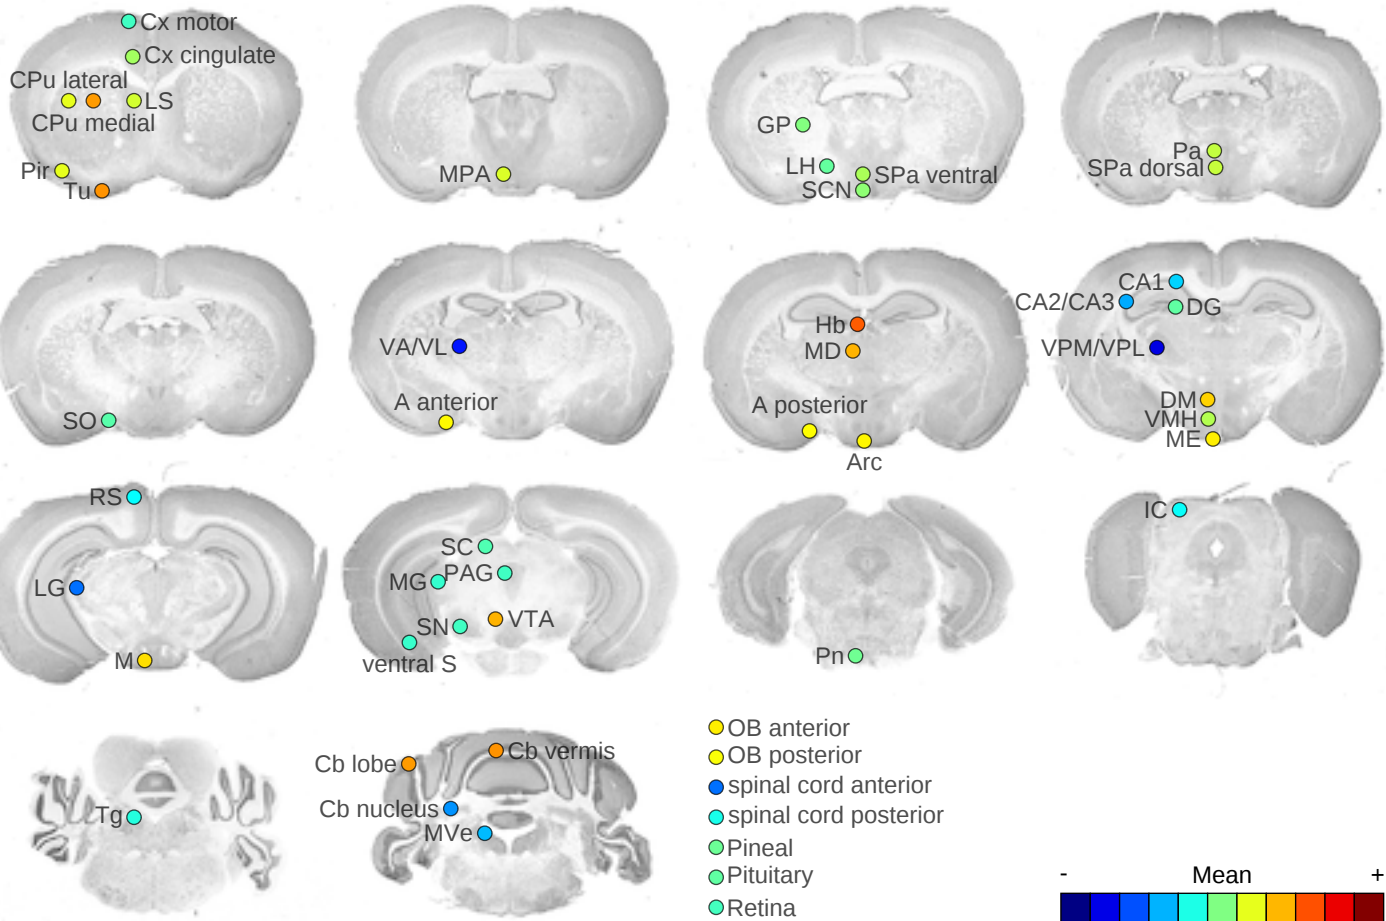 Cx motor
Cx cingulate
CPu lateral
LS
CPu medial
Pir
Tu
MPA
GP
LH
SPa ventral
SCN
Pa
SPa dorsal
SO
VA/VL
A anterior
Hb
MD
A posterior
Arc
CA1
CA2/CA3
DG
VPM/VPL
DM
VMH
ME
RS
LG
M
SC
PAG
MG
VTA
SN
ventral S
Pn
IC
Tg
Cb vermis
Cb lobe
Cb nucleus
MVe
OB anterior
OB posterior
spinal cord anterior
spinal cord posterior
Pineal
Pituitary
Retina
- Mean +